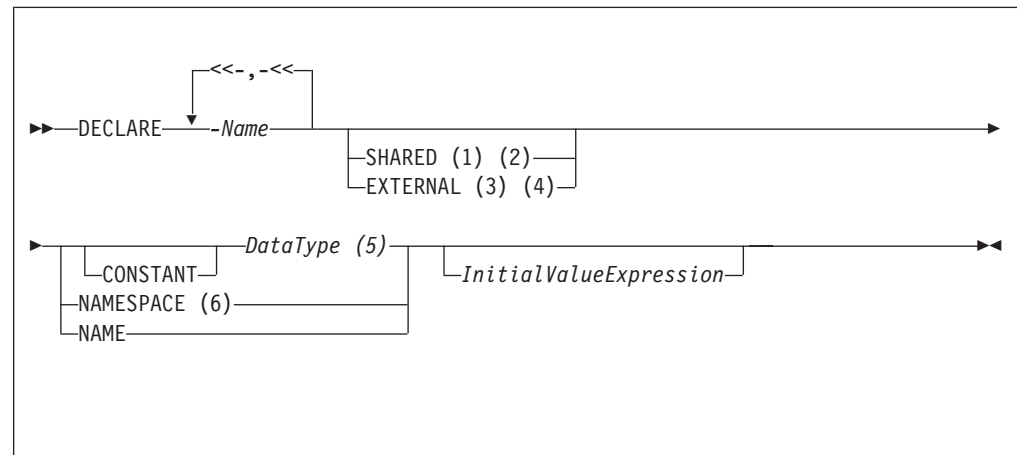 <<-,-<<
DECLARE -Name
SHARED (1) (2)
EXTERNAL (3) (4)
DataType (5)
CONSTANT InitialValueExpression
NAMESPACE (6)
NAME